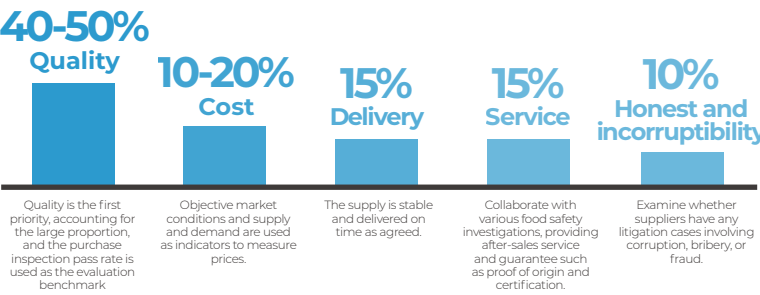 40-50%
Quality
10-20%
Cost
15%
Delivery
15%
Service
10%
Honest and
incorruptibility
Quality is the first
priority, accounting for
the large proportion,
and the purchase
inspection pass rate is
used as the evaluation
benchmark
Objective market
conditions and supply
and demand are used
as indicators to measure
prices.
The supply is stable
and delivered on
time as agreed.
Collaborate with
various food safety
investigations, providing
after-sales service
and guarantee such
as proof of origin and
certification.
Examine whether
suppliers have any
litigation cases involving
corruption, bribery, or
fraud.